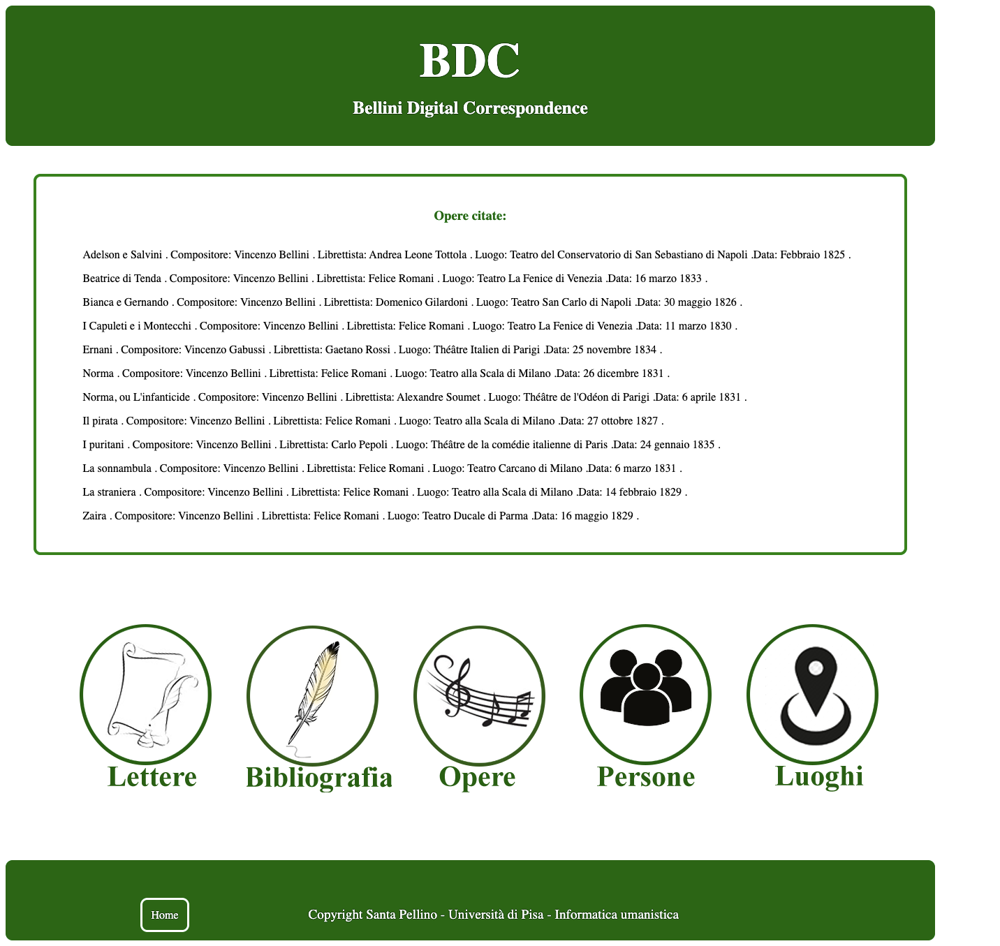 BDC
Bellini Digital Correspondence
Opere citate:
Adelson e Salvini . Compositore: Vincenzo Bellini . Librettista: Andrea Leone Tottola . Luogo: Teatro del Conservatorio di San Sebastiano di Napoli .Data: Febbraio 1825 .
Beatrice di Tenda . Compositore: Vincenzo Bellini . Librettista: Felice Romani . Luogo: Teatro La Fenice di Venezia .Data: 16 marzo 1833 .
Bianca e Gernando . Compositore: Vincenzo Bellini . Librettista: Domenico Gilardoni . Luogo: Teatro San Carlo di Napoli .Data: 30 maggio 1826 .
I Capuleti e i Montecchi . Compositore: Vincenzo Bellini . Librettista: Felice Romani . Luogo: Teatro La Fenice di Venezia .Data: 11 marzo 1830 .
Ernani . Compositore: Vincenzo Gabussi . Librettista: Gaetano Rossi . Luogo: Théâtre Italien di Parigi .Data: 25 novembre 1834 .
Norma . Compositore: Vincenzo Bellini . Librettista: Felice Romani . Luogo: Teatro alla Scala di Milano .Data: 26 dicembre 1831 .
Norma, ou L'infanticide . Compositore: Vincenzo Bellini . Librettista: Alexandre Soumet . Luogo: Théâtre de l'Odéon di Parigi .Data: 6 aprile 1831 .
Il pirata . Compositore: Vincenzo Bellini . Librettista: Felice Romani . Luogo: Teatro alla Scala di Milano .Data: 27 ottobre 1827 .
I puritani . Compositore: Vincenzo Bellini . Librettista: Carlo Pepoli . Luogo: Théâtre de la comédie italienne di Paris .Data: 24 gennaio 1835 .
La sonnambula . Compositore: Vincenzo Bellini . Librettista: Felice Romani . Luogo: Teatro Carcano di Milano .Data: 6 marzo 1831 .
La straniera . Compositore: Vincenzo Bellini . Librettista: Felice Romani . Luogo: Teatro alla Scala di Milano .Data: 14 febbraio 1829 .
Zaira . Compositore: Vincenzo Bellini . Librettista: Felice Romani . Luogo: Teatro Ducale di Parma .Data: 16 maggio 1829 .
Lettere Bibliografia Opere Persone Luoghi
Home Copyright Santa Pellino - Università di Pisa - Informatica umanistica